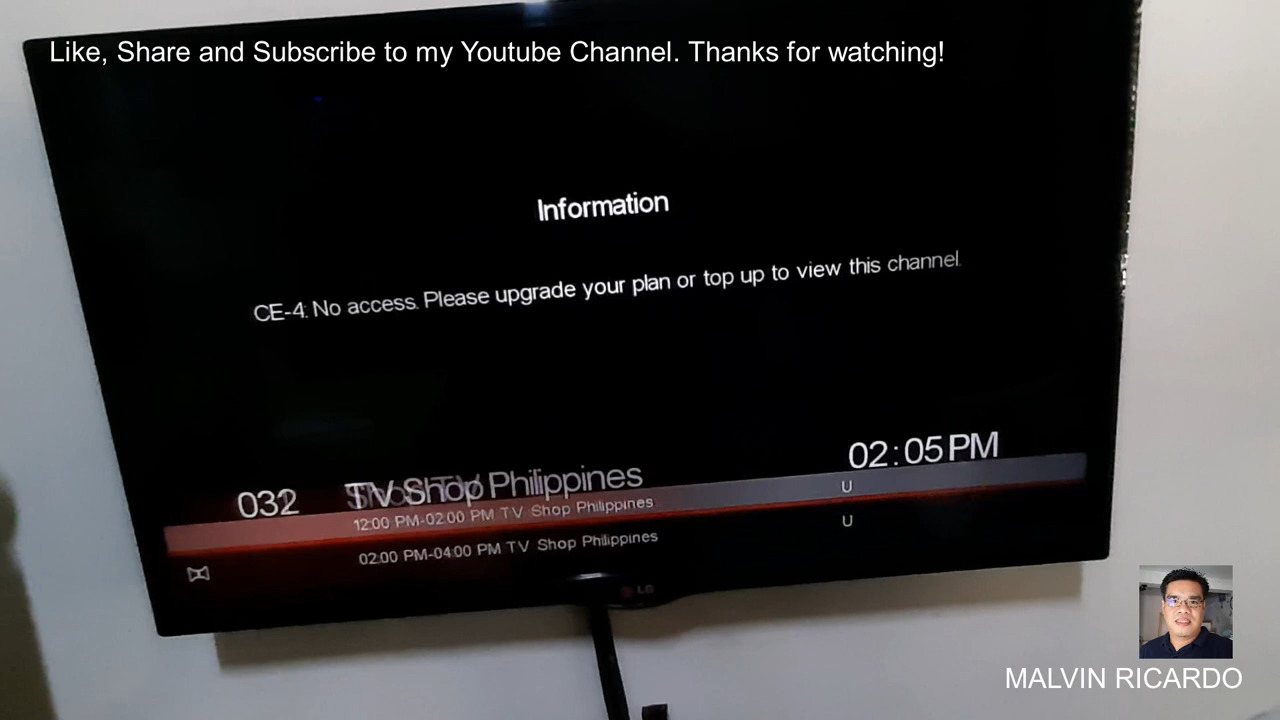 Like, Share and Subscribe to my Youtube Channel. Thanks for watching!
Information
CE-4: No access. Please upgrade your plan or top up to view this channel.
02:05 PM
032 TV Shop Philippines
12:00 PM-02:00 PM TV Shop Philippines U
02:00 PM-04:00 PM TV Shop Philippines U
LG
MALVIN RICARDO